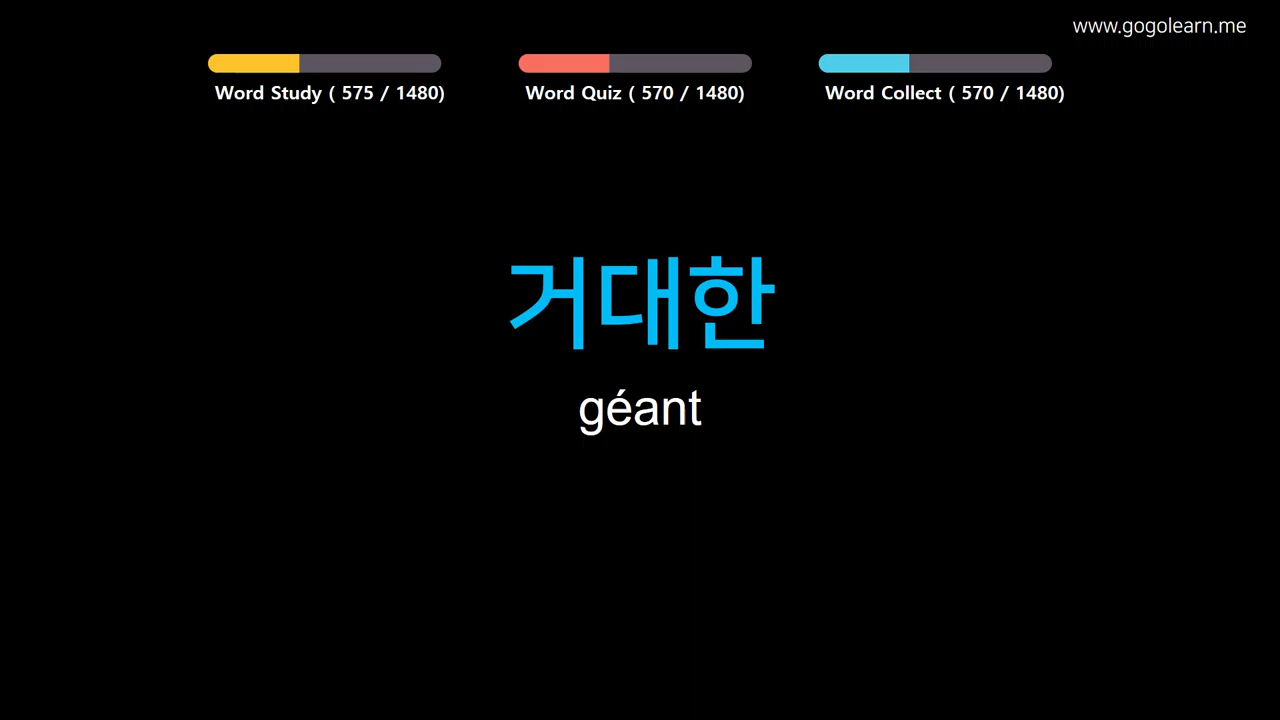 www.gogolearn.me
Word Study ( 575 / 1480)
Word Quiz ( 570 / 1480)
Word Collect ( 570 / 1480)
거대한
géant